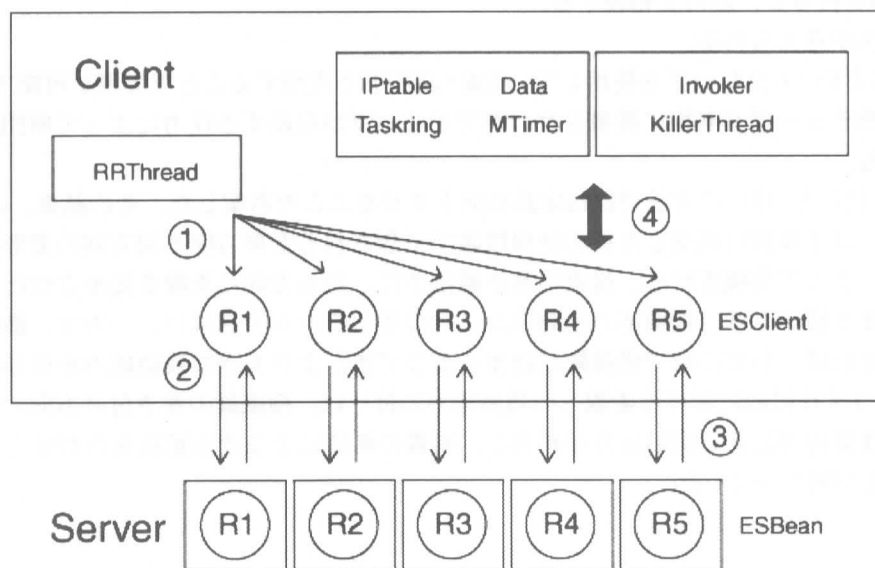 Client
IPtable Data
Taskring MTimer
Invoker
KillerThread
RRThread
①
④
R1 R2 R3 R4 R5 ESClient
②
③
Server R1 R2 R3 R4 R5 ESBean